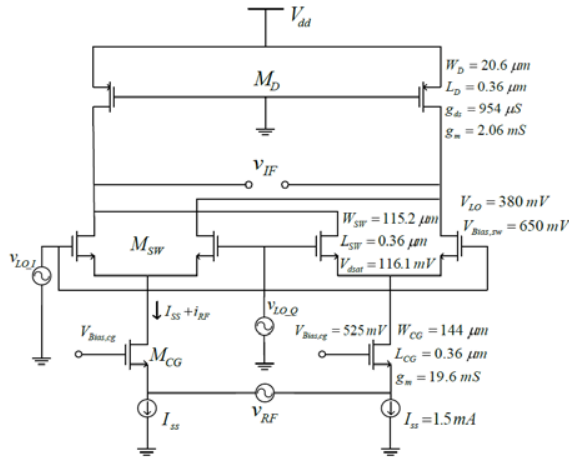 V_dd
W_D = 20.6 μm
M_D
L_D = 0.36 μm
g_ds = 954 μS
g_m = 2.06 mS
v_IF
V_LO = 380 mV
W_SW = 115.2 μm
V_Bias,sw = 650 mV
M_SW
L_SW = 0.36 μm
V_dsat = 116.1 mV
v_LO_I
I_SS + i_RF
v_LO_Q
V_Bias,cg
V_Bias,cg = 525 mV
W_CG = 144 μm
M_CG
L_CG = 0.36 μm
g_m = 19.6 mS
I_ss
v_RF
I_ss = 1.5 mA